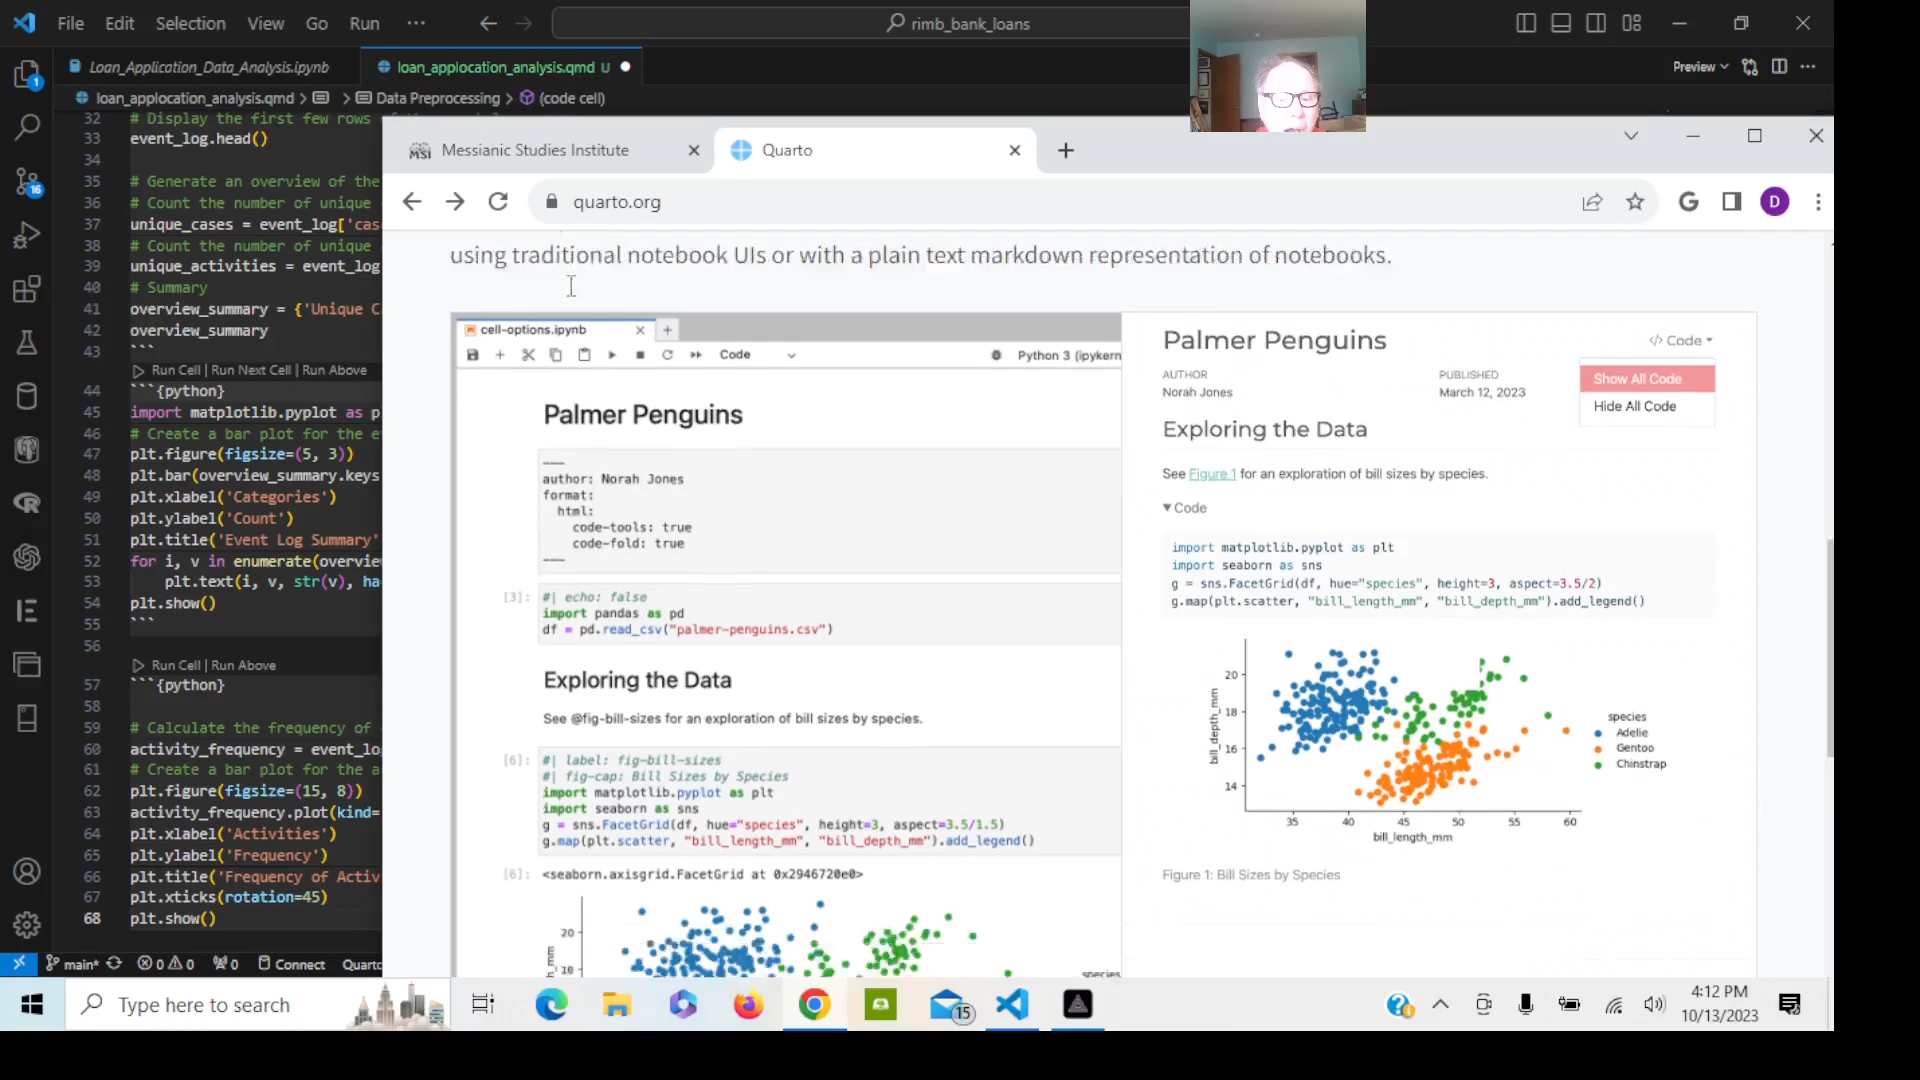 File Edit Selection View Go Run ... rimb_bank_loans
Loan_Application_Data_Analysis.ipynb loan_applocation_analysis.qmd U Preview
loan_applocation_analysis.qmd > > Data Preprocessing > (code cell)
32 # Display the first few rows
33 event_log.head()
34
35 # Generate an overview of the
36 # Count the number of unique
37 unique_cases = event_log['cas
38 # Count the number of unique
39 unique_activities = event_log
40 # Summary
41 overview_summary = {'Unique C
42 overview_summary
43 ```
Run Cell | Run Next Cell | Run Above
44 ```{python}
45 import matplotlib.pyplot as p
46 # Create a bar plot for the e
47 plt.figure(figsize=(5, 3))
48 plt.bar(overview_summary.keys
49 plt.xlabel('Categories')
50 plt.ylabel('Count')
51 plt.title('Event Log Summary'
52 for i, v in enumerate(overvie
53 plt.text(i, v, str(v), ha
54 plt.show()
55 ```
56
Run Cell | Run Above
57 ```{python}
58
59 # Calculate the frequency of
60 activity_frequency = event_lo
61 # Create a bar plot for the a
62 plt.figure(figsize=(15, 8))
63 activity_frequency.plot(kind=
64 plt.xlabel('Activities')
65 plt.ylabel('Frequency')
66 plt.title('Frequency of Activ
67 plt.xticks(rotation=45)
68 plt.show()
1
16
main* 0 0 0 Connect Quarto
MSI Messianic Studies Institute Quarto
quarto.org G D
using traditional notebook UIs or with a plain text markdown representation of notebooks.
cell-options.ipynb
Code Python 3 (ipykern
Palmer Penguins
author: Norah Jones
format:
html:
code-tools: true
code-fold: true
[3]: #| echo: false
import pandas as pd
df = pd.read_csv("palmer-penguins.csv")
Exploring the Data
See @fig-bill-sizes for an exploration of bill sizes by species.
[6]: #| label: fig-bill-sizes
#| fig-cap: Bill Sizes by Species
import matplotlib.pyplot as plt
import seaborn as sns
g = sns.FacetGrid(df, hue="species", height=3, aspect=3.5/1.5)
g.map(plt.scatter, "bill_length_mm", "bill_depth_mm").add_legend()
[6]: <seaborn.axisgrid.FacetGrid at 0x2946720e0>
20
species
Palmer Penguins
</> Code
Show All Code
Hide All Code
AUTHOR PUBLISHED
Norah Jones March 12, 2023
Exploring the Data
See Figure 1 for an exploration of bill sizes by species.
Code
import matplotlib.pyplot as plt
import seaborn as sns
g = sns.FacetGrid(df, hue="species", height=3, aspect=3.5/2)
g.map(plt.scatter, "bill_length_mm", "bill_depth_mm").add_legend()
20
18
16
14
bill_depth_mm
35 40 45 50 55 60
bill_length_mm
species
Adelie
Gentoo
Chinstrap
Figure 1: Bill Sizes by Species
Type here to search 15
4:12 PM
10/13/2023